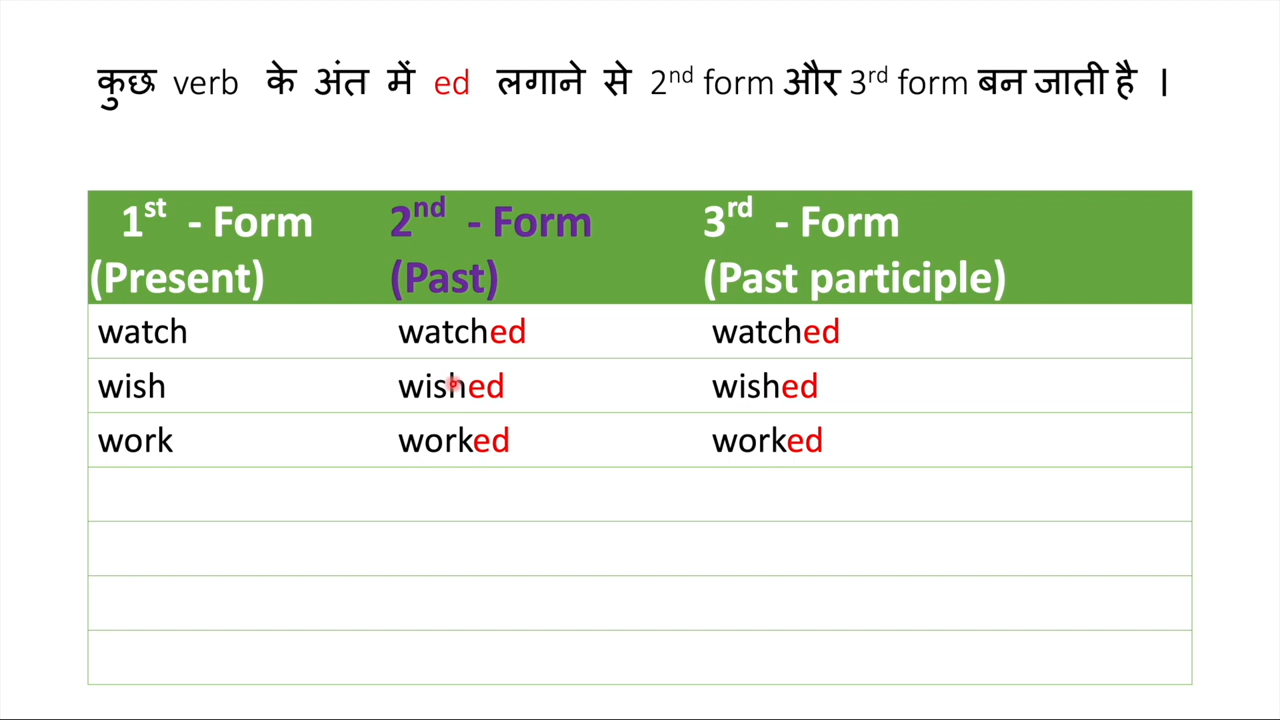 कुछ verb के अंत में ed लगाने से 2nd form और 3rd form बन जाती है ।
1st - Form 2nd - Form 3rd - Form
(Present) (Past) (Past participle)
watch watched watched
wish wished wished
work worked worked